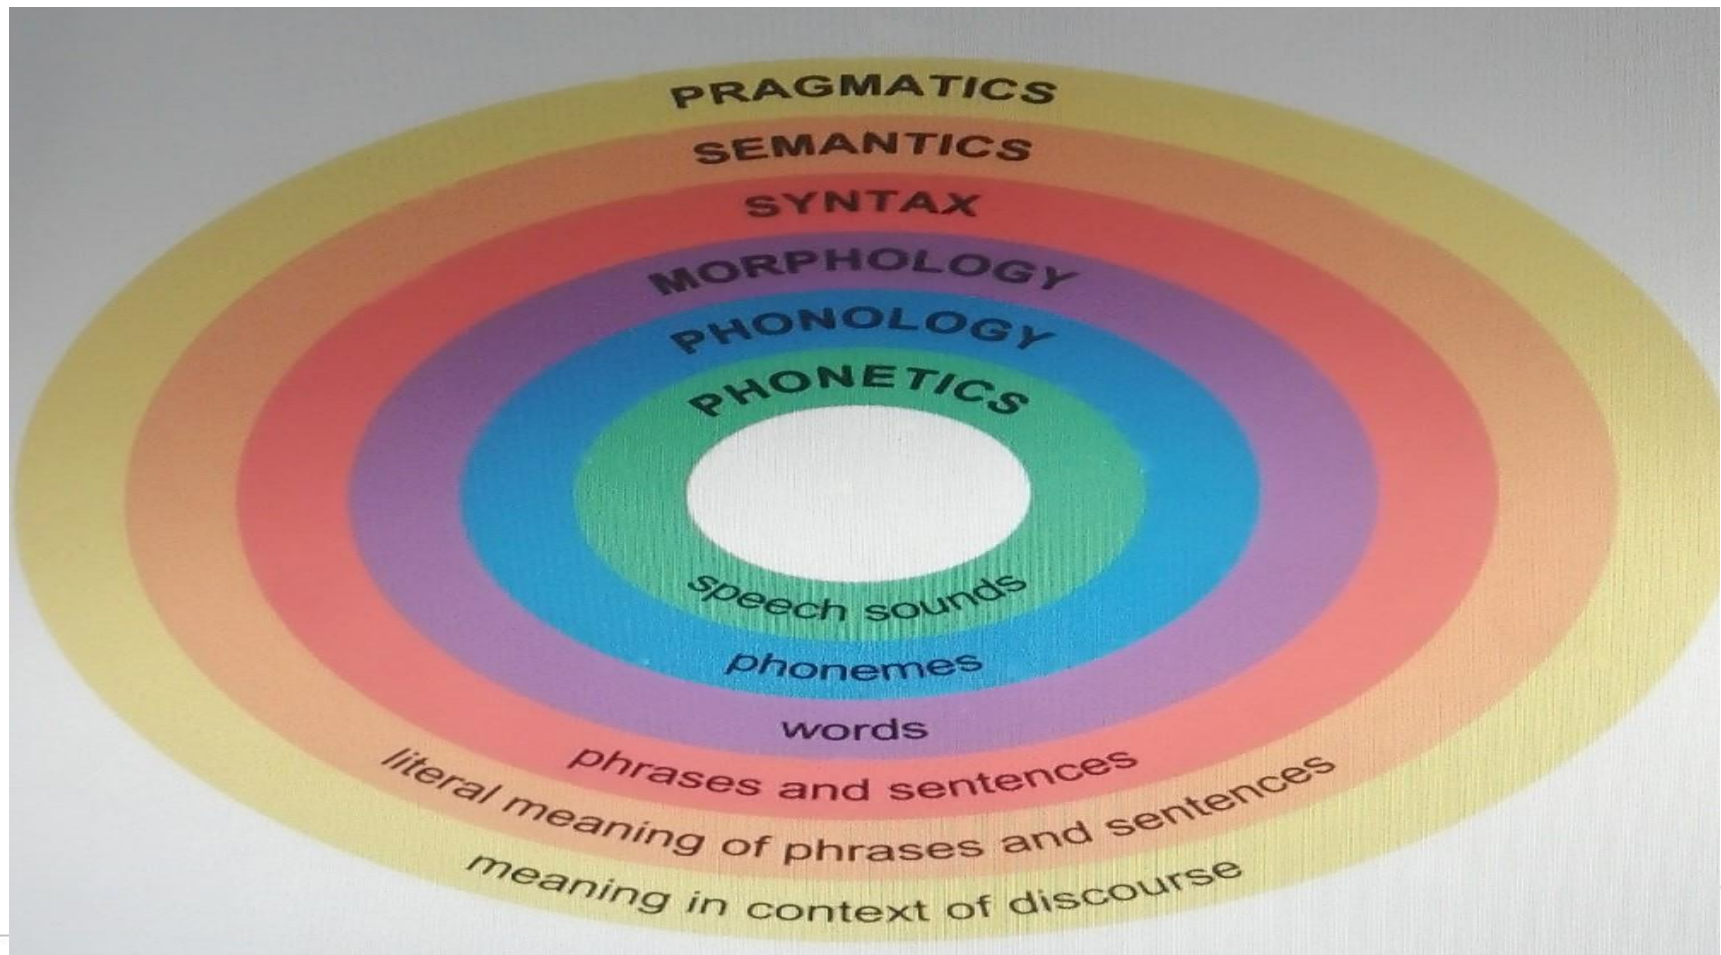 PRAGMATICS
SEMANTICS
SYNTAX
MORPHOLOGY
PHONOLOGY
PHONETICS
speech sounds
phonemes
words
phrases and sentences
literal meaning of phrases and sentences
meaning in context of discourse